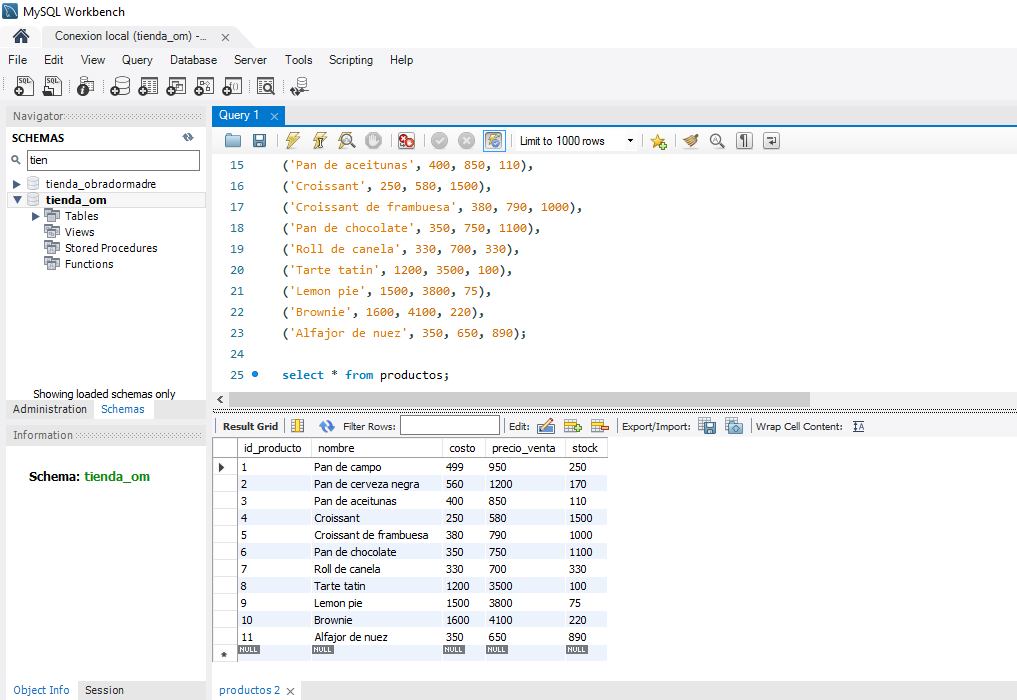 MySQL Workbench
Conexion local (tienda_om) -...
File Edit View Query Database Server Tools Scripting Help
Navigator
SCHEMAS
tien
tienda_obradormadre
tienda_om
Tables
Views
Stored Procedures
Functions
Showing loaded schemas only
Administration Schemas
Information
Schema: tienda_om
Object Info Session
Query 1
Limit to 1000 rows
15 ('Pan de aceitunas', 400, 850, 110),
16 ('Croissant', 250, 580, 1500),
17 ('Croissant de frambuesa', 380, 790, 1000),
18 ('Pan de chocolate', 350, 750, 1100),
19 ('Roll de canela', 330, 700, 330),
20 ('Tarte tatin', 1200, 3500, 100),
21 ('Lemon pie', 1500, 3800, 75),
22 ('Brownie', 1600, 4100, 220),
23 ('Alfajor de nuez', 350, 650, 890);
24
25 select * from productos;
Result Grid Filter Rows: Edit: Export/Import: Wrap Cell Content:
id_producto nombre costo precio_venta stock
1 Pan de campo 499 950 250
2 Pan de cerveza negra 560 1200 170
3 Pan de aceitunas 400 850 110
4 Croissant 250 580 1500
5 Croissant de frambuesa 380 790 1000
6 Pan de chocolate 350 750 1100
7 Roll de canela 330 700 330
8 Tarte tatin 1200 3500 100
9 Lemon pie 1500 3800 75
10 Brownie 1600 4100 220
11 Alfajor de nuez 350 650 890
NULL NULL NULL NULL NULL
productos 2